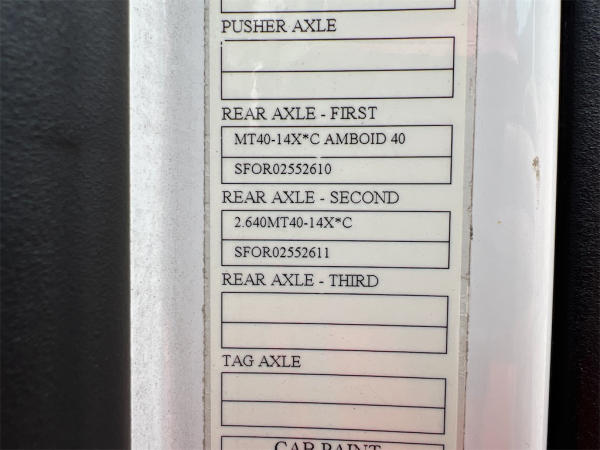 PUSHER AXLE
REAR AXLE - FIRST
MT40-14X*C AMBOID 40
SFOR02552610
REAR AXLE - SECOND
2.640MT40-14X*C
SFOR02552611
REAR AXLE - THIRD
TAG AXLE
CAB PAINT